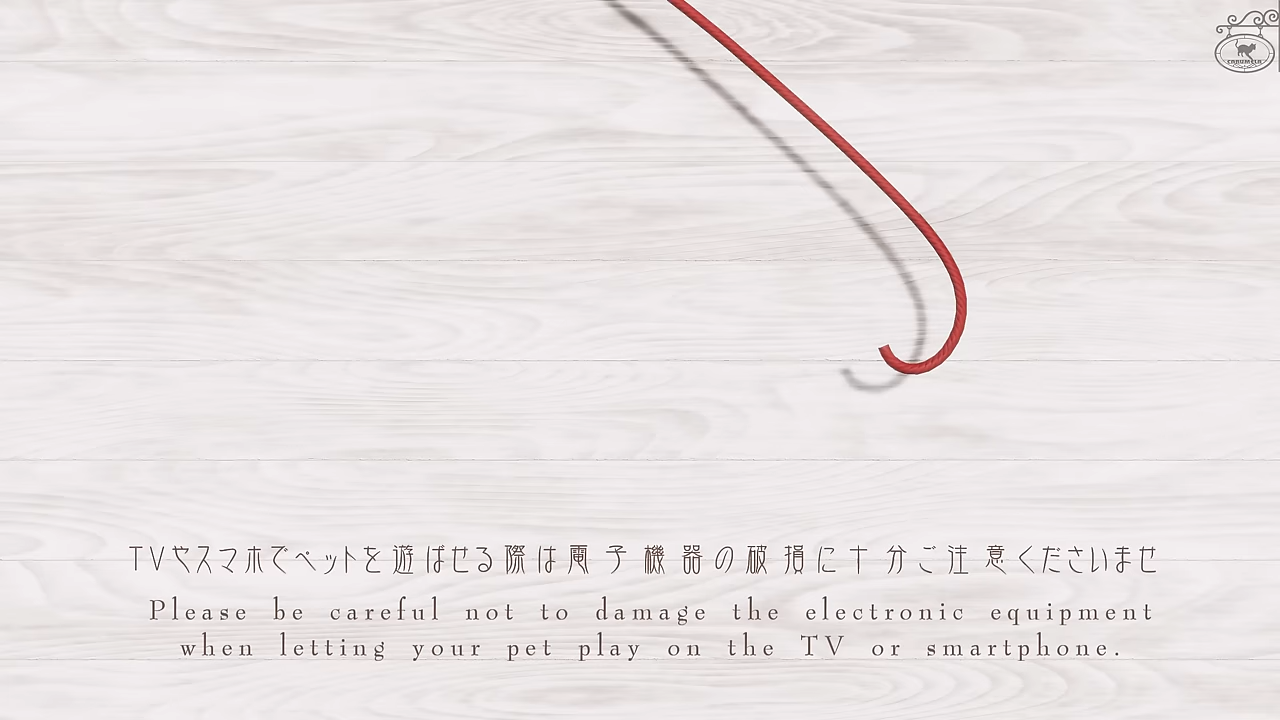 TVやスマホでペットを遊ばせる際は電子機器の破損に十分ご注意くださいませ
Please be careful not to damage the electronic equipment
when letting your pet play on the TV or smartphone.